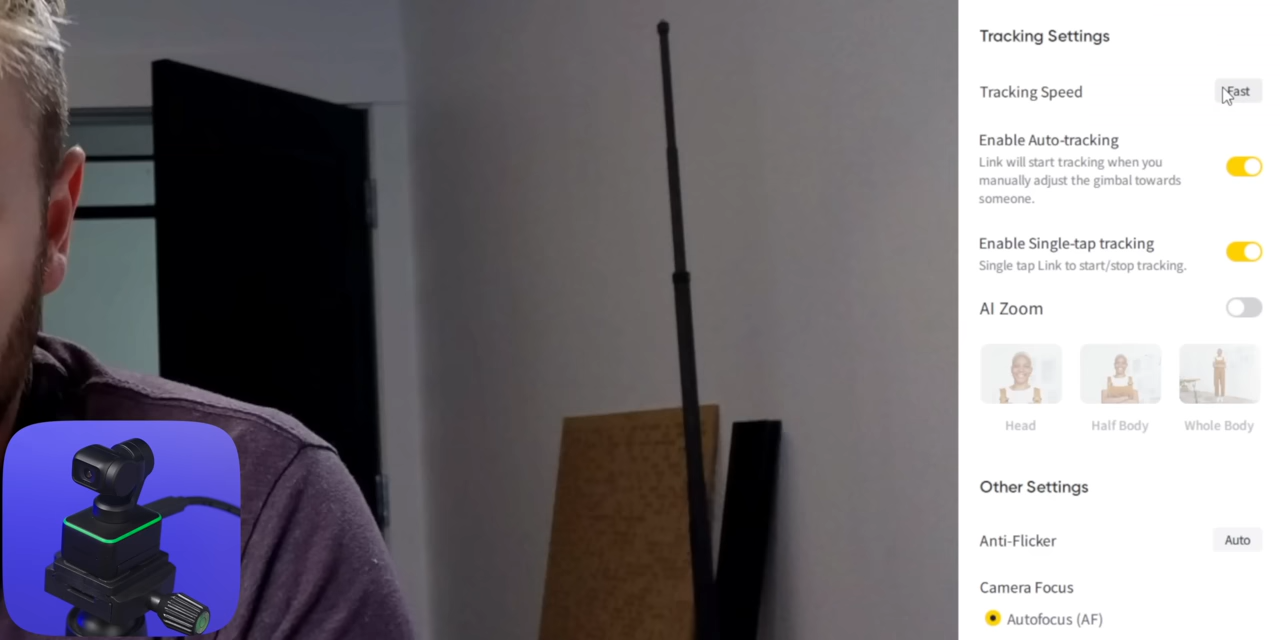 Tracking Settings
Tracking Speed
Fast
Enable Auto-tracking
Link will start tracking when you
manually adjust the gimbal towards
someone.
Enable Single-tap tracking
Single tap Link to start/stop tracking.
AI Zoom
Head
Half Body
Whole Body
Other Settings
Anti-Flicker
Auto
Camera Focus
Autofocus (AF)